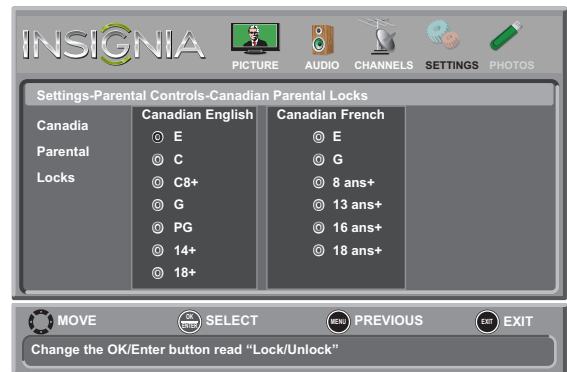 INSIGNIA
PICTURE AUDIO CHANNELS SETTINGS PHOTOS
Settings-Parental Controls-Canadian Parental Locks
Canadia
Parental
Locks
Canadian English
E
C
C8+
G
PG
14+
18+
Canadian French
E
G
8 ans+
13 ans+
16 ans+
18 ans+
MOVE OK ENTER SELECT MENU PREVIOUS EXIT EXIT
Change the OK/Enter button read “Lock/Unlock”